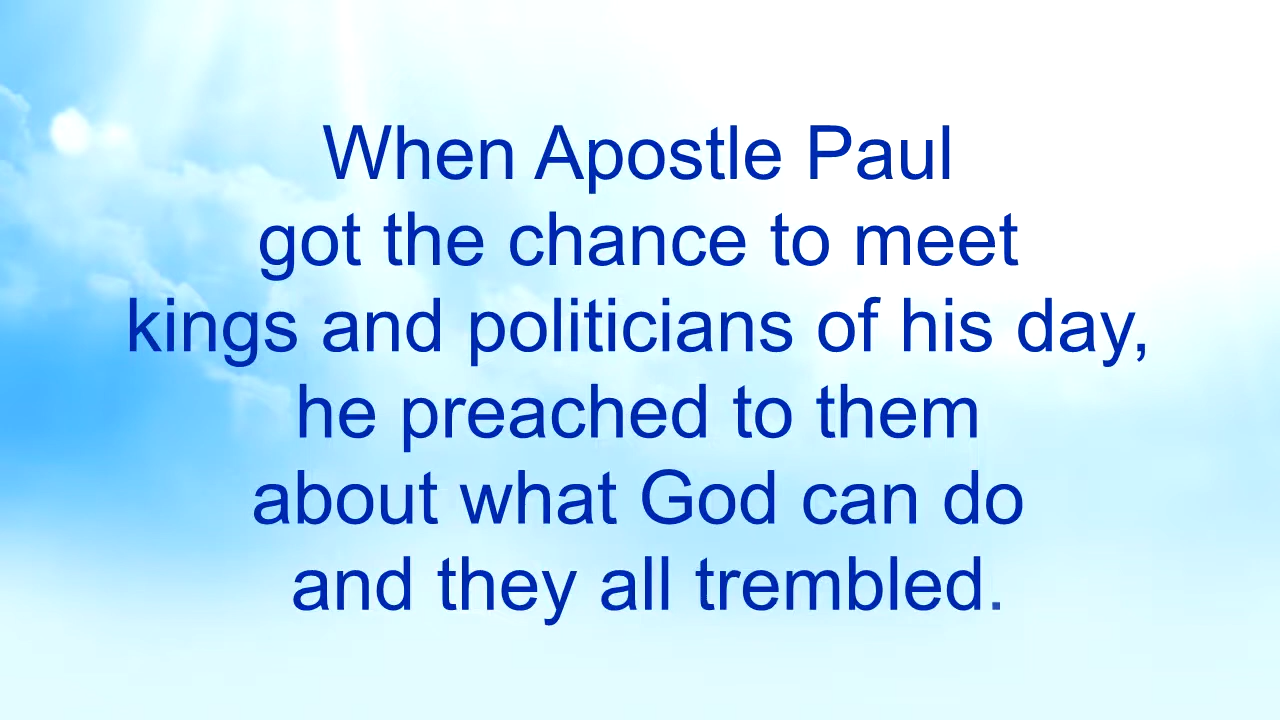 When Apostle Paul
got the chance to meet
kings and politicians of his day,
he preached to them
about what God can do
and they all trembled.